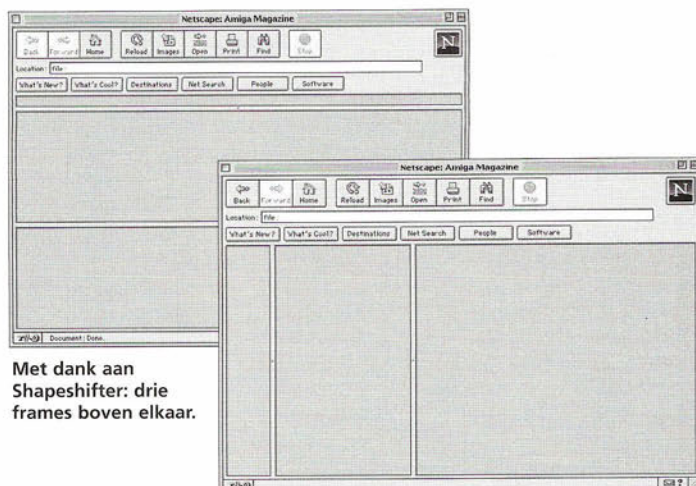 Netscape: Amiga Magazine
Back Forward Home Reload Images Open Print Find Stop
N
Location: file:
What's New? What's Cool? Destinations Net Search People Software
Document: Done.
Netscape: Amiga Magazine
Back Forward Home Reload Images Open Print Find Stop
N
Location: file:
What's New? What's Cool? Destinations Net Search People Software
?
Met dank aan
Shapeshifter: drie
frames boven elkaar.